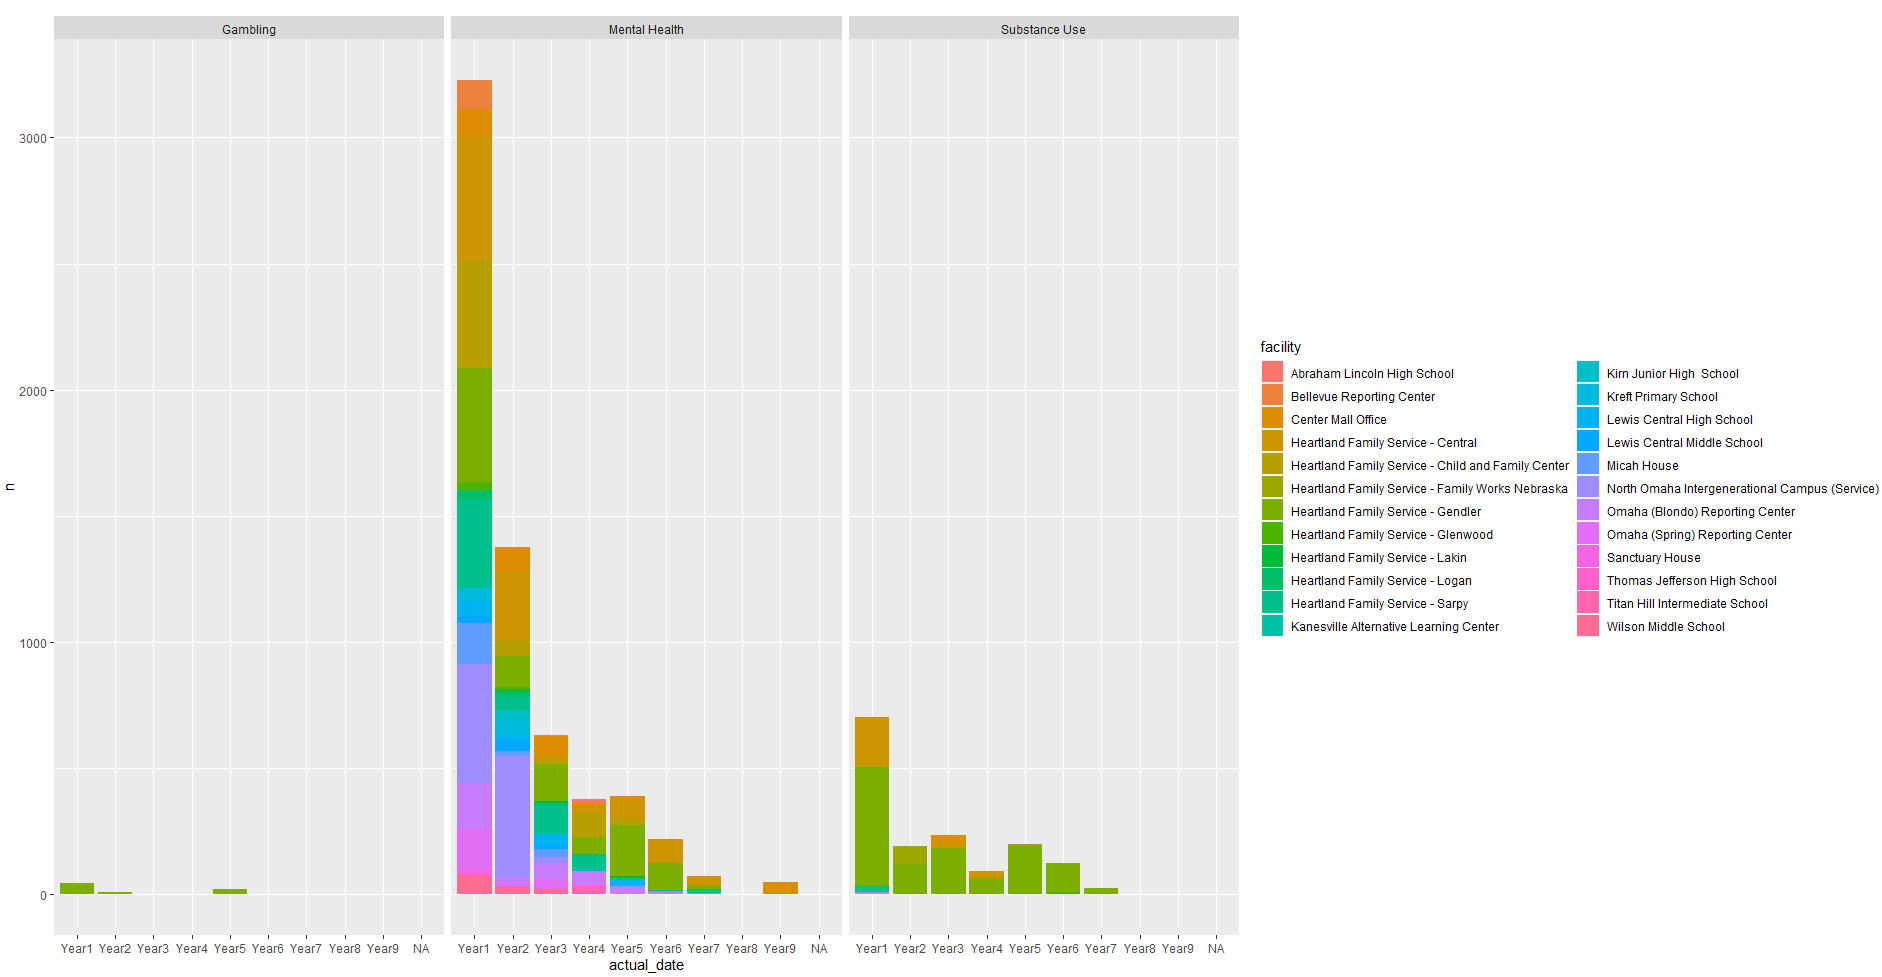 Gambling
Mental Health
Substance Use
3000
2000
1000
0
n
Year1 Year2 Year3 Year4 Year5 Year6 Year7 Year8 Year9 NA
Year1 Year2 Year3 Year4 Year5 Year6 Year7 Year8 Year9 NA
Year1 Year2 Year3 Year4 Year5 Year6 Year7 Year8 Year9 NA
actual_date
facility
Abraham Lincoln High School
Bellevue Reporting Center
Center Mall Office
Heartland Family Service - Central
Heartland Family Service - Child and Family Center
Heartland Family Service - Family Works Nebraska
Heartland Family Service - Gendler
Heartland Family Service - Glenwood
Heartland Family Service - Lakin
Heartland Family Service - Logan
Heartland Family Service - Sarpy
Kanesville Alternative Learning Center
Kirn Junior High  School
Kreft Primary School
Lewis Central High School
Lewis Central Middle School
Micah House
North Omaha Intergenerational Campus (Service)
Omaha (Blondo) Reporting Center
Omaha (Spring) Reporting Center
Sanctuary House
Thomas Jefferson High School
Titan Hill Intermediate School
Wilson Middle School